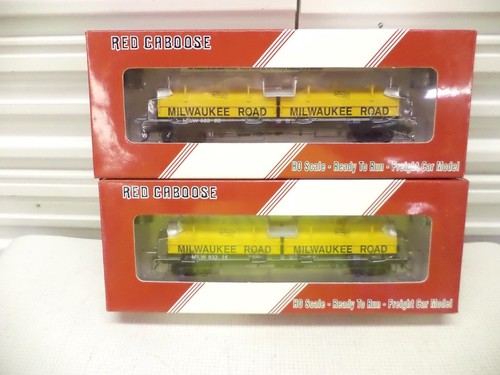 RED CABOOSE
MILWAUKEE ROAD MILWAUKEE ROAD
HO Scale - Ready To Run - Freight Car Model
RED CABOOSE
MILWAUKEE ROAD MILWAUKEE ROAD
HO Scale - Ready To Run - Freight Car Model